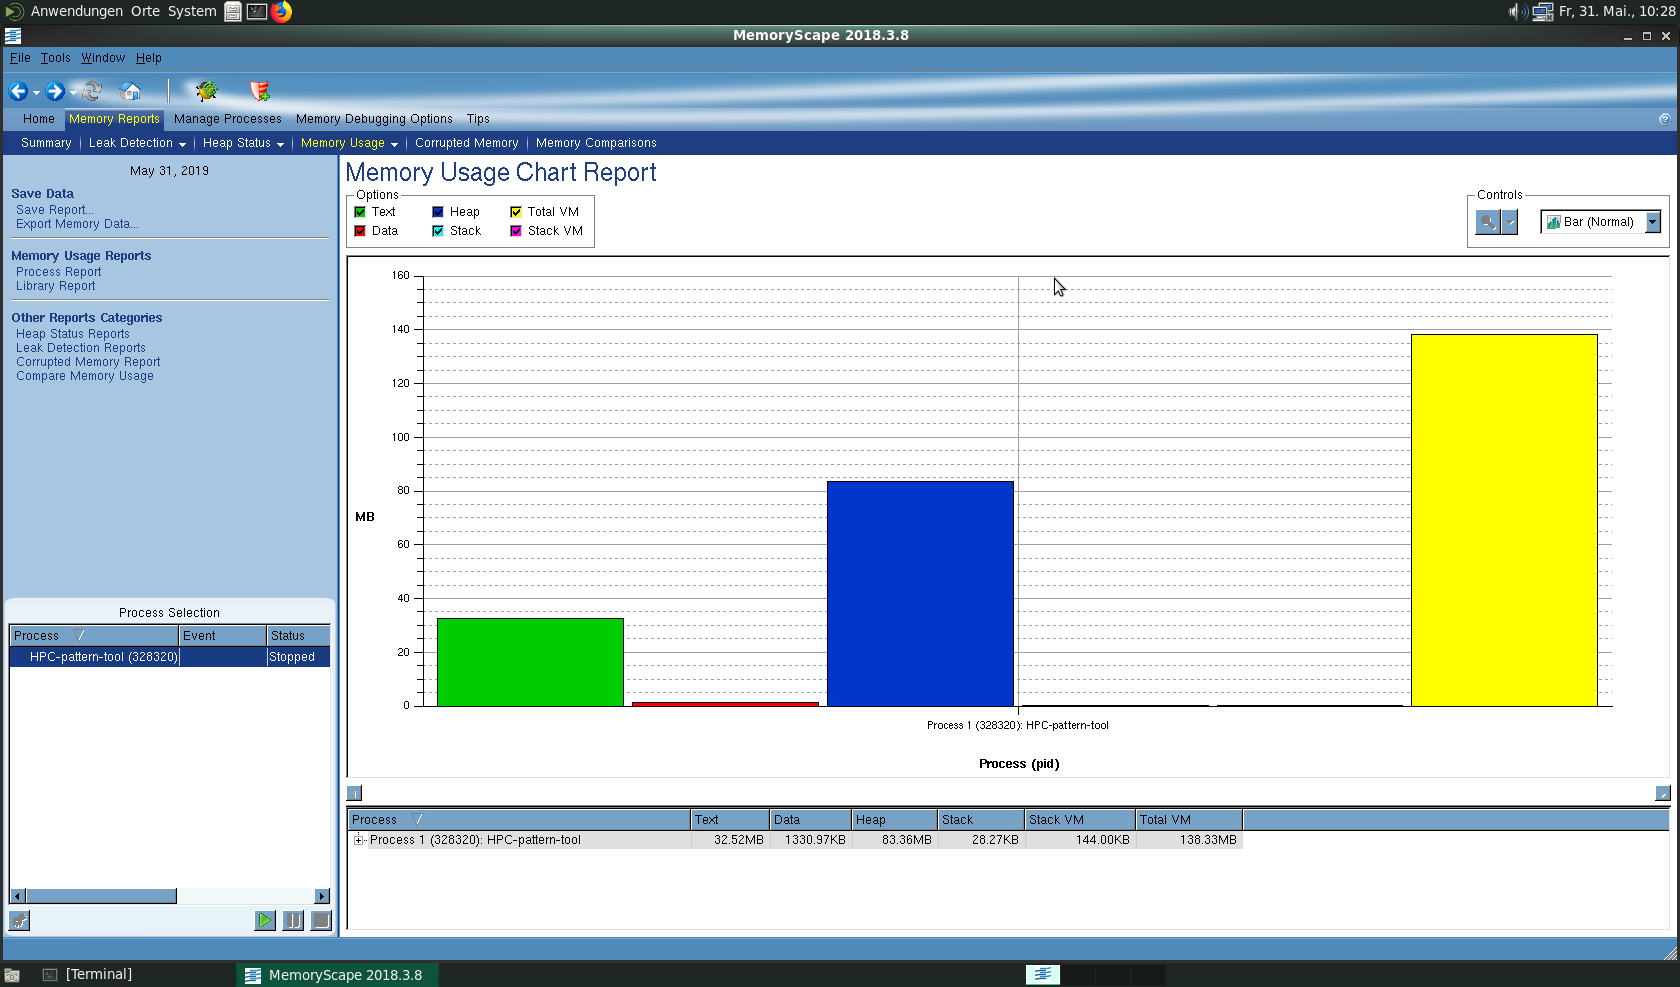 Anwendungen Orte System
Fr, 31. Mai., 10:28
MemoryScape 2018.3.8
File Tools Window Help
Home Memory Reports Manage Processes Memory Debugging Options Tips
Summary Leak Detection Heap Status Memory Usage Corrupted Memory Memory Comparisons
May 31, 2019
Save Data
Save Report...
Export Memory Data...
Memory Usage Reports
Process Report
Library Report
Other Reports Categories
Heap Status Reports
Leak Detection Reports
Corrupted Memory Report
Compare Memory Usage
Process Selection
Process Event Status
HPC-pattern-tool (328320) Stopped
Memory Usage Chart Report
Options
Text Heap Total VM
Data Stack Stack VM
Controls
Bar (Normal)
160
140
120
100
80
MB
60
40
20
0
Process 1 (328320): HPC-pattern-tool
Process (pid)
Process Text Data Heap Stack Stack VM Total VM
Process 1 (328320): HPC-pattern-tool 32.52MB 1330.97KB 83.36MB 28.27KB 144.00KB 138.33MB
[Terminal] MemoryScape 2018.3.8